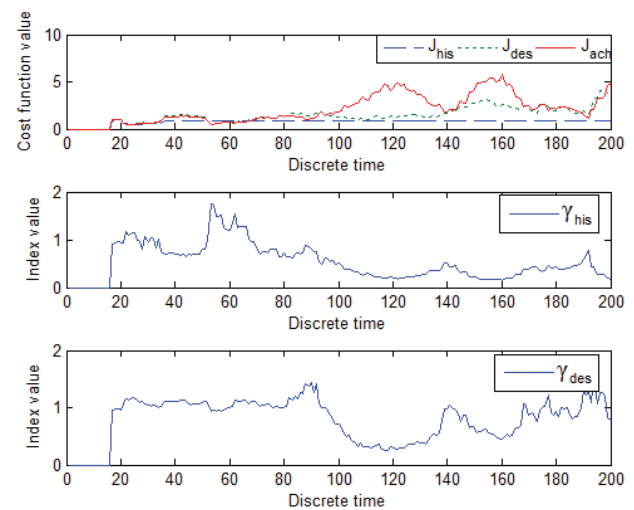 Cost function value
10
5
0
J_his J_des J_ach
0 20 40 60 80 100 120 140 160 180 200
Discrete time
Index value
2
1
0
γ_his
0 20 40 60 80 100 120 140 160 180 200
Discrete time
Index value
2
1
0
γ_des
0 20 40 60 80 100 120 140 160 180 200
Discrete time